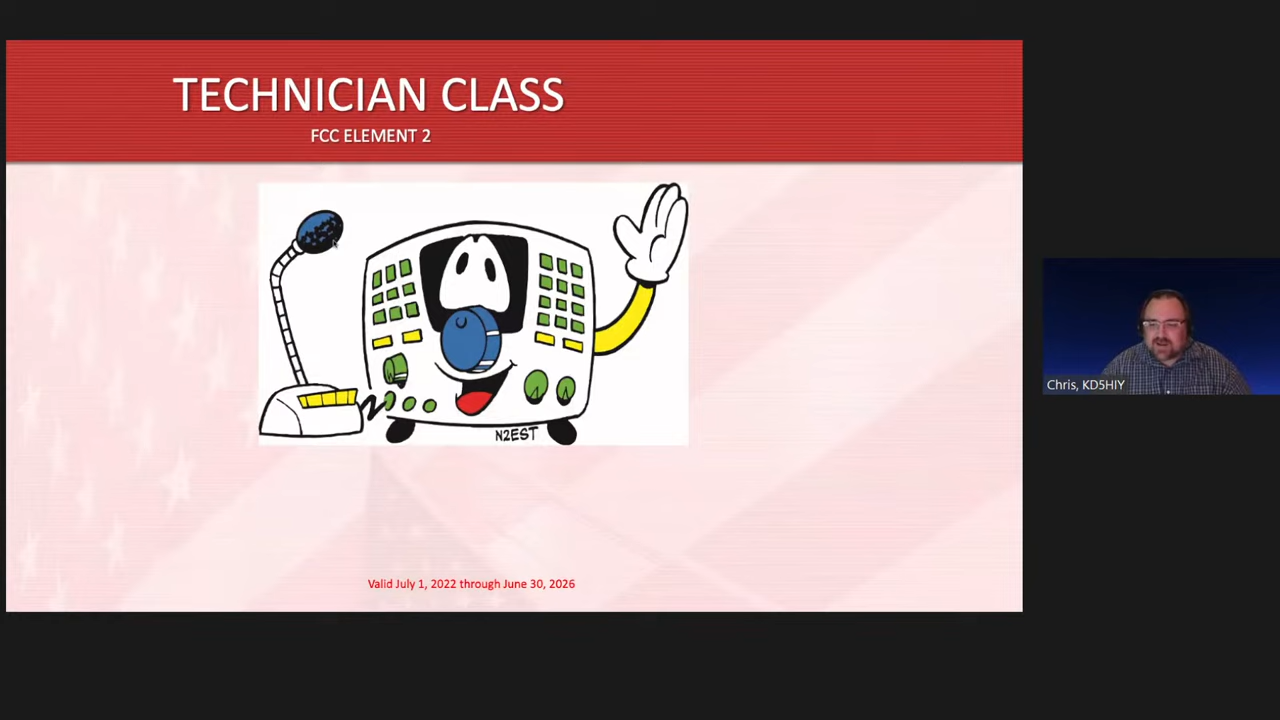 TECHNICIAN CLASS
FCC ELEMENT 2
N2EST
Valid July 1, 2022 through June 30, 2026
Chris, KD5HIY